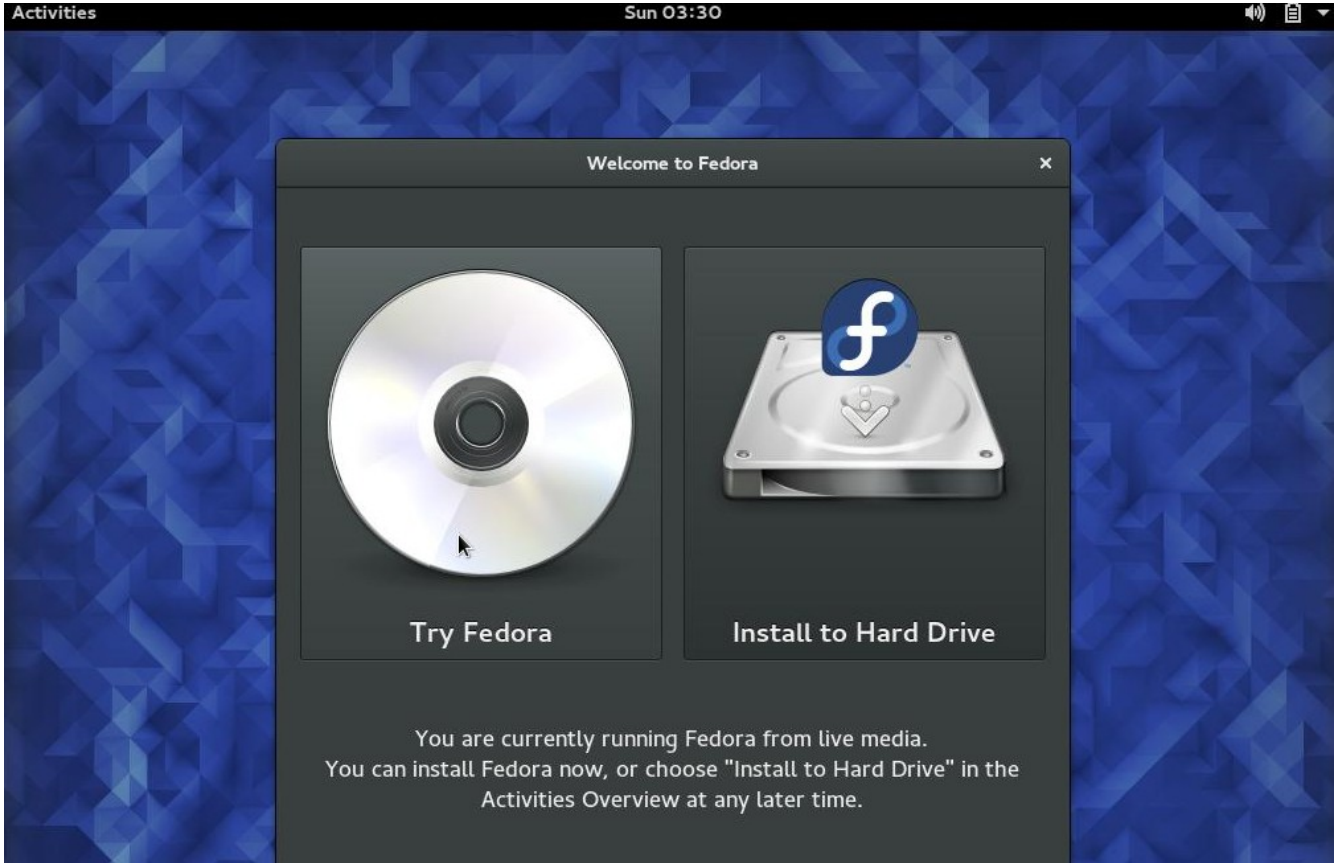 Activities
Sun 03:30
Welcome to Fedora
Try Fedora
Install to Hard Drive
You are currently running Fedora from live media.
You can install Fedora now, or choose "Install to Hard Drive" in the
Activities Overview at any later time.